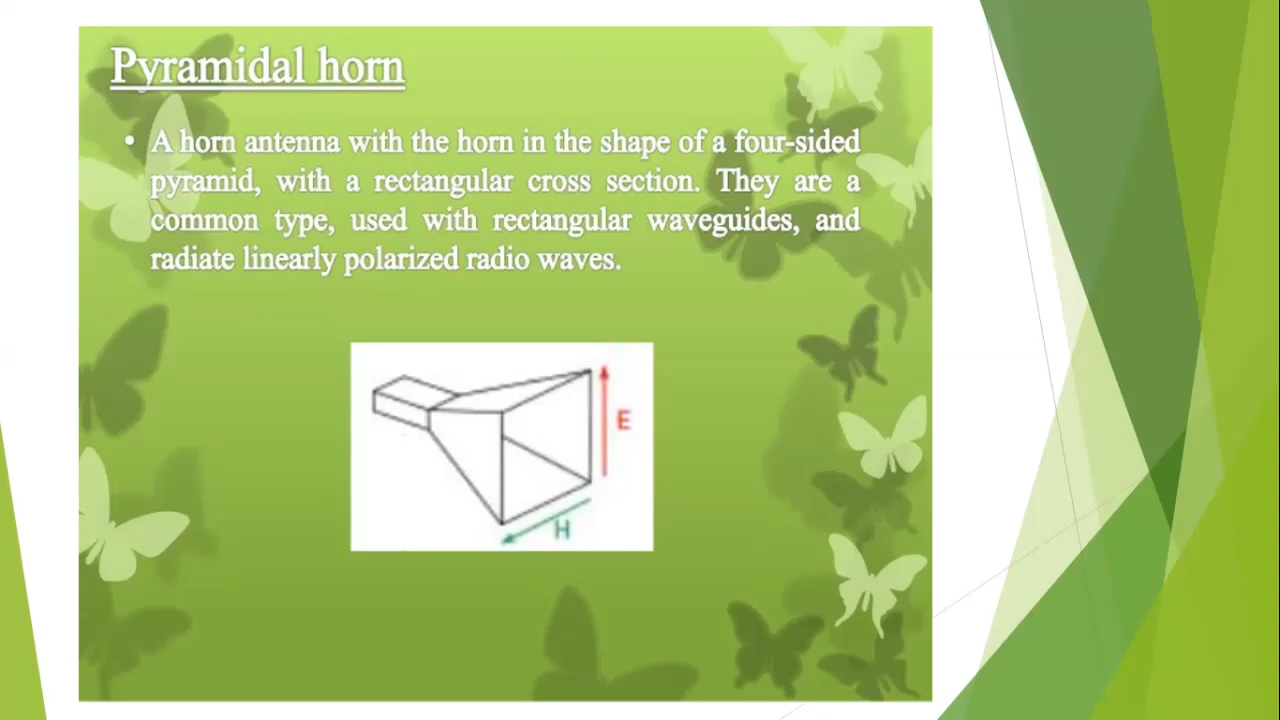 Pyramidal horn
• A horn antenna with the horn in the shape of a four-sided
pyramid, with a rectangular cross section. They are a
common type, used with rectangular waveguides, and
radiate linearly polarized radio waves.
E
H